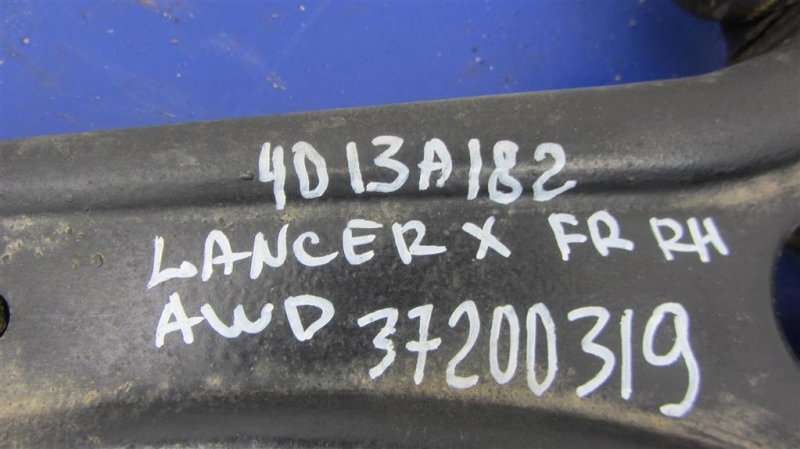 4D13A182
LANCER X FR RH
AWD 37200319